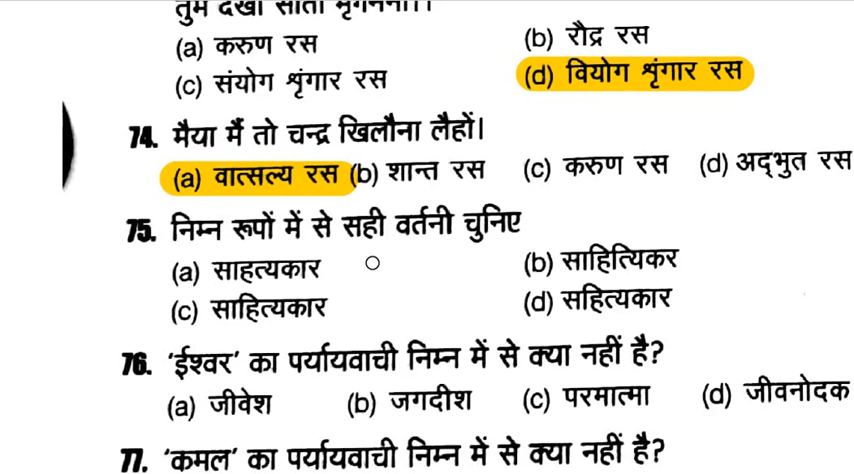 तुम देखी सीता मृगनैनी।।
(a) करुण रस (b) रौद्र रस
(c) संयोग शृंगार रस (d) वियोग शृंगार रस
74. मैया मैं तो चन्द्र खिलौना लैहों।
(a) वात्सल्य रस (b) शान्त रस (c) करुण रस (d) अद्भुत रस
75. निम्न रूपों में से सही वर्तनी चुनिए
(a) साहत्यकार (b) साहित्यिकर
(c) साहित्यकार (d) सहित्यकार
76. 'ईश्वर' का पर्यायवाची निम्न में से क्या नहीं है?
(a) जीवेश (b) जगदीश (c) परमात्मा (d) जीवनोदक
77. 'कमल' का पर्यायवाची निम्न में से क्या नहीं है?